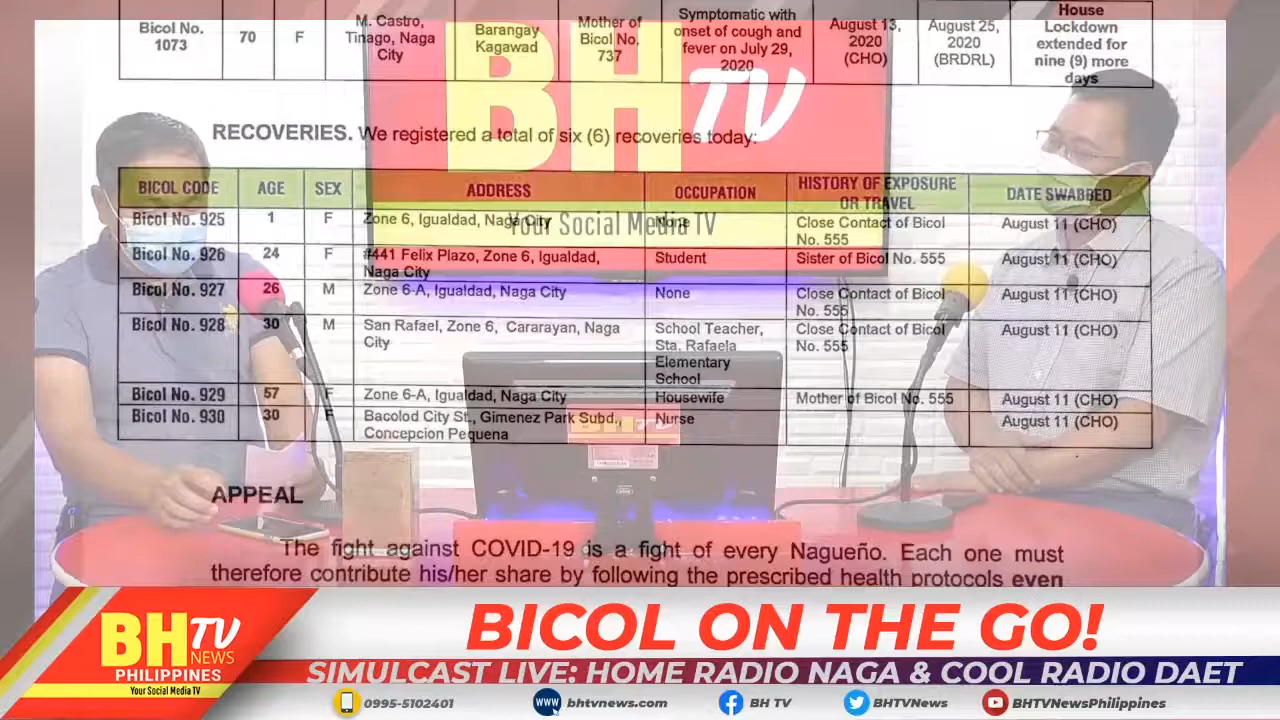 Bicol No. 1073 70 F M. Castro, Tinago, Naga City Barangay Kagawad Mother of Bicol No. 737 Symptomatic with onset of cough and fever on July 29, 2020 August 13, 2020 (CHO) August 25, 2020 (BRDRL) House Lockdown extended for nine (9) more days
BH TV
RECOVERIES. We registered a total of six (6) recoveries today:
BICOL CODE AGE SEX ADDRESS OCCUPATION HISTORY OF EXPOSURE OR TRAVEL DATE SWABBED
Bicol No. 925 1 F Zone 6, Igualdad, Naga City None Close Contact of Bicol No. 555 August 11 (CHO)
Your Social Media TV
Bicol No. 926 24 F #441 Felix Plazo, Zone 6, Igualdad, Naga City Student Sister of Bicol No. 555 August 11 (CHO)
Bicol No. 927 26 M Zone 6-A, Igualdad, Naga City None Close Contact of Bicol No. 555 August 11 (CHO)
Bicol No. 928 30 M San Rafael, Zone 6, Cararayan, Naga City School Teacher, Sta. Rafaela Elementary School Close Contact of Bicol No. 555 August 11 (CHO)
Bicol No. 929 57 F Zone 6-A, Igualdad, Naga City Housewife Mother of Bicol No. 555 August 11 (CHO)
Bicol No. 930 30 F Bacolod City St., Gimenez Park Subd., Concepcion Pequena Nurse August 11 (CHO)
APPEAL
The fight against COVID-19 is a fight of every Nagueño. Each one must
therefore contribute his/her share by following the prescribed health protocols even
BH TV
NEWS
PHILIPPINES
Your Social Media TV
BICOL ON THE GO!
SIMULCAST LIVE: HOME RADIO NAGA & COOL RADIO DAET
0995-5102401 www bhtvnews.com BH TV BHTVNews BHTVNewsPhilippines